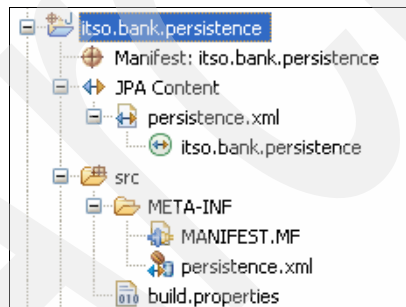 itso.bank.persistence
Manifest: itso.bank.persistence
JPA Content
persistence.xml
itso.bank.persistence
src
META-INF
MANIFEST.MF
persistence.xml
build.properties